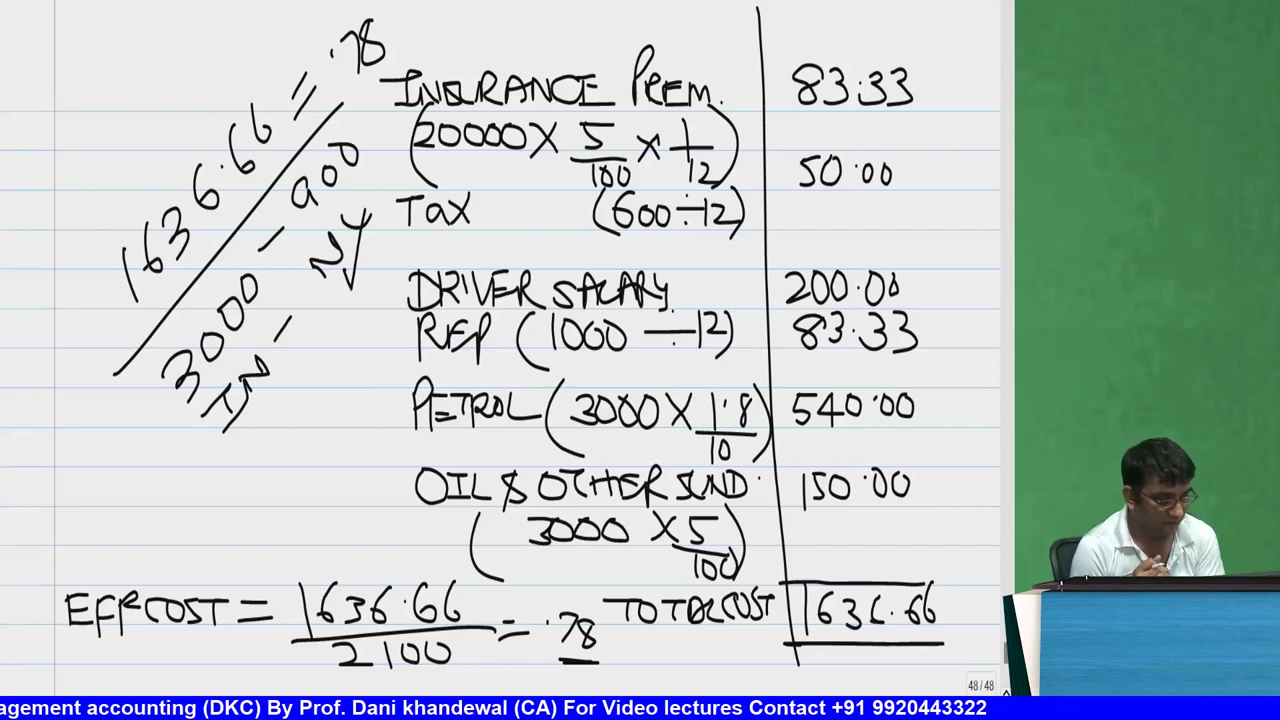 INSURANCE PREM. 83.33
(20000 X 5/100 X 1/12)
50.00
TAX (600 ÷ 12)
DRIVER SALARY. 200.00
REP (1000 ÷ 12) 83.33
PETROL (3000 X 1.8/10) 540.00
OIL & OTHER SUND. 150.00
(3000 X 5/100)
EFF COST = 1636.66/2100 = .78 TOTAL COST 1636.66
1636.66 = .78
3000 - 900
48 / 48
agement accounting (DKC) By Prof. Dani khandewal (CA) For Video lectures Contact +91 9920443322